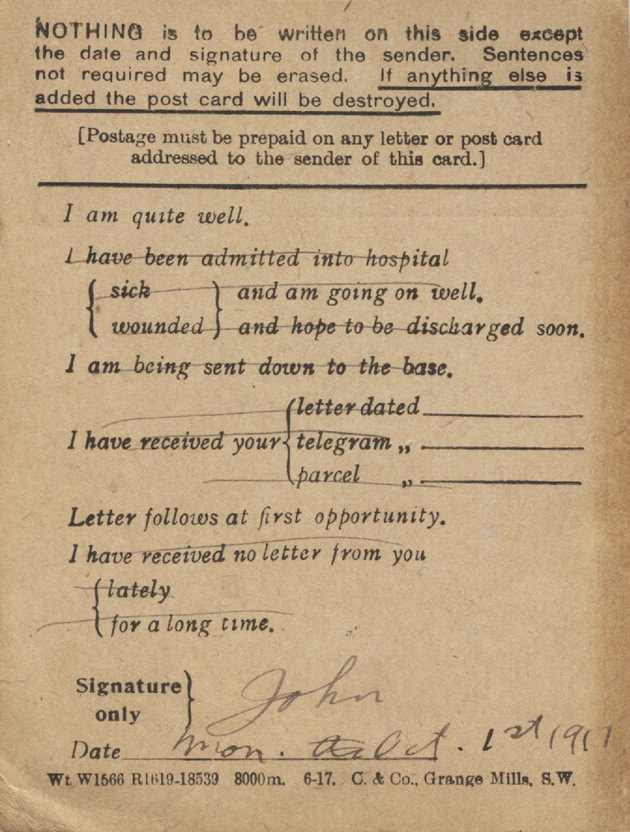 NOTHING is to be written on this side except
the date and signature of the sender. Sentences
not required may be erased. If anything else is
added the post card will be destroyed.
[Postage must be prepaid on any letter or post card
addressed to the sender of this card.]
I am quite well.
I have been admitted into hospital
sick } and am going on well.
wounded } and hope to be discharged soon.
I am being sent down to the base.
letter dated
I have received your { telegram „
parcel „
Letter follows at first opportunity.
I have received no letter from you
lately
for a long time.
Signature
only } John
Date Mon. Oct. 1st 1917
Wt W1566 R1619-18539 8000m. 6-17. C. & Co., Grange Mills, S.W.